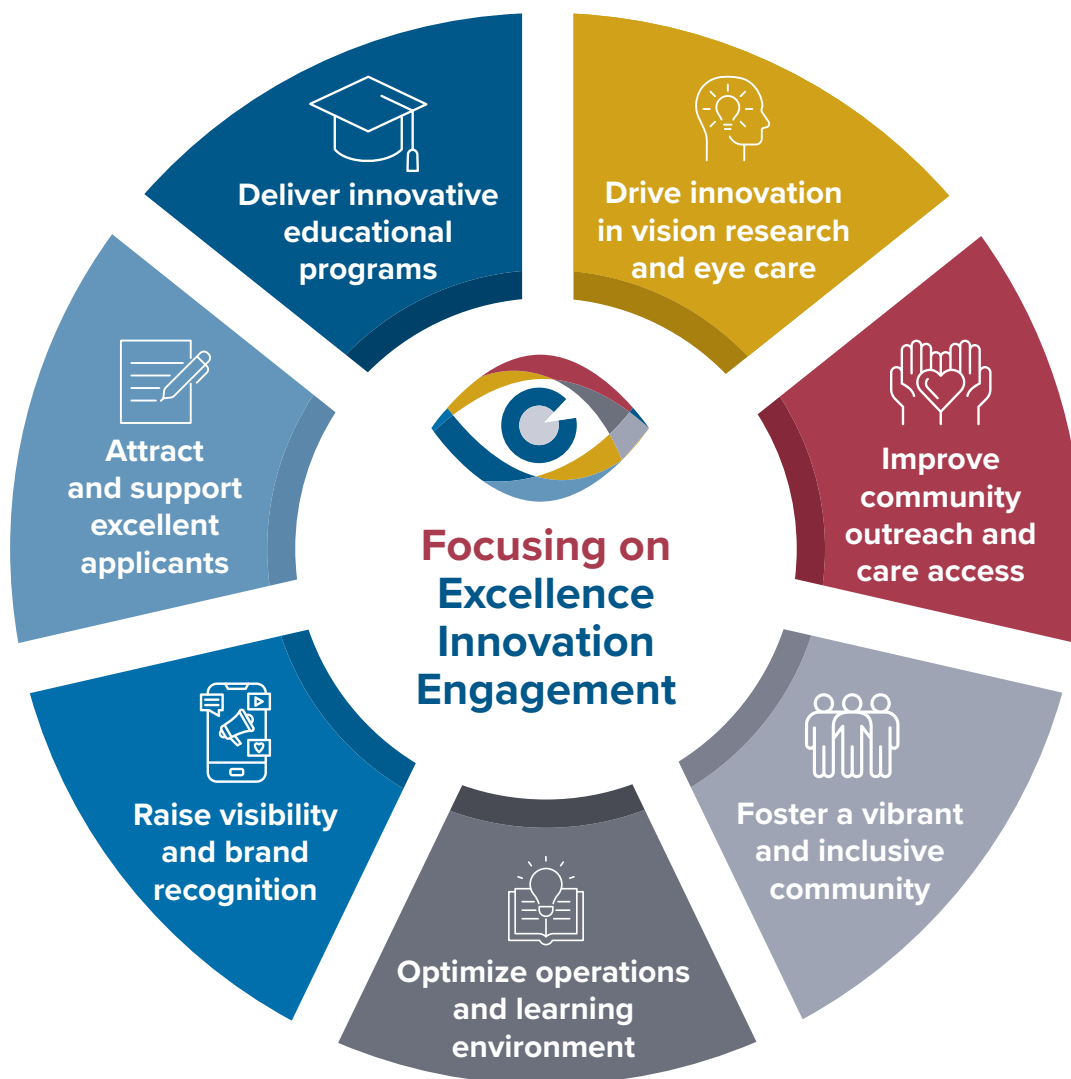 Deliver innovative
educational
programs
Drive innovation
in vision research
and eye care
Improve
community
outreach and
care access
Foster a vibrant
and inclusive
community
Optimize operations
and learning
environment
Raise visibility
and brand
recognition
Attract
and support
excellent
applicants
Focusing on
Excellence
Innovation
Engagement